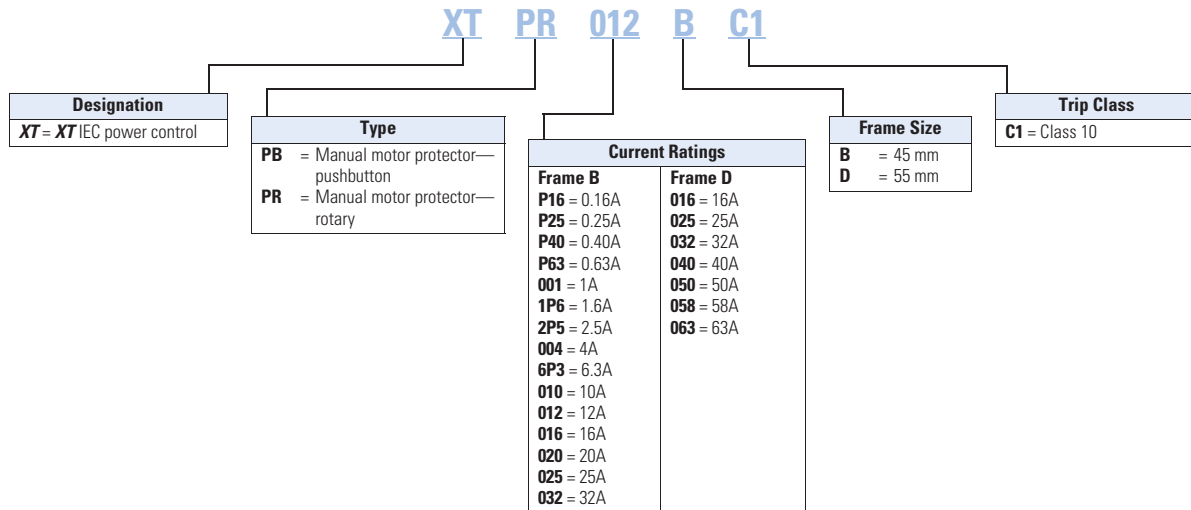 XT PR 012 B C1
Designation
XT = XT IEC power control
Type
PB = Manual motor protector—
pushbutton
PR = Manual motor protector—
rotary
Current Ratings
Frame B
P16 = 0.16A
P25 = 0.25A
P40 = 0.40A
P63 = 0.63A
001 = 1A
1P6 = 1.6A
2P5 = 2.5A
004 = 4A
6P3 = 6.3A
010 = 10A
012 = 12A
016 = 16A
020 = 20A
025 = 25A
032 = 32A
Frame D
016 = 16A
025 = 25A
032 = 32A
040 = 40A
050 = 50A
058 = 58A
063 = 63A
Frame Size
B = 45 mm
D = 55 mm
Trip Class
C1 = Class 10